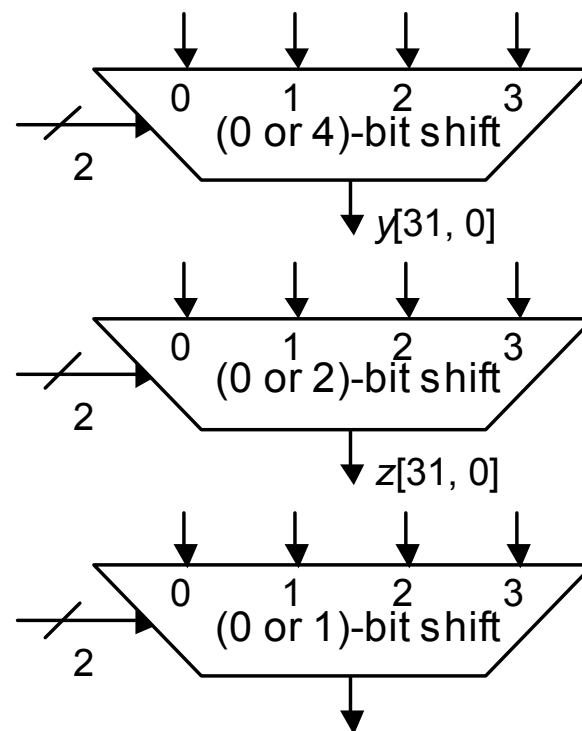 0 1 2 3
(0 or 4)-bit shift
2
y[31, 0]
0 1 2 3
(0 or 2)-bit shift
2
z[31, 0]
0 1 2 3
(0 or 1)-bit shift
2